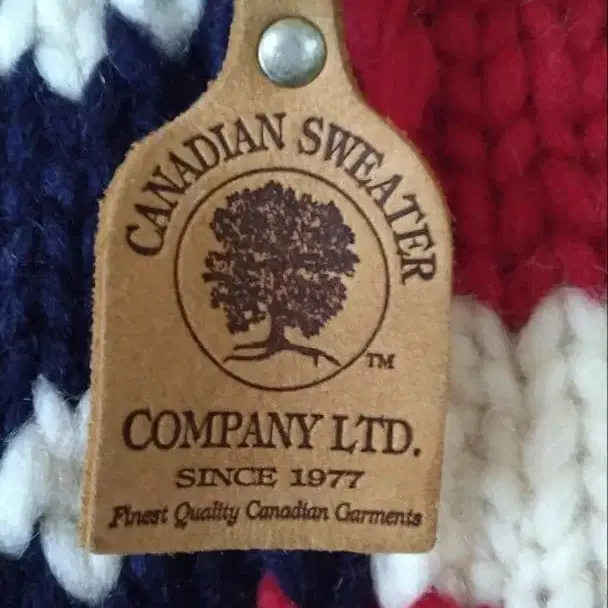 CANADIAN SWEATER
TM
COMPANY LTD.
SINCE 1977
Finest Quality Canadian Garments